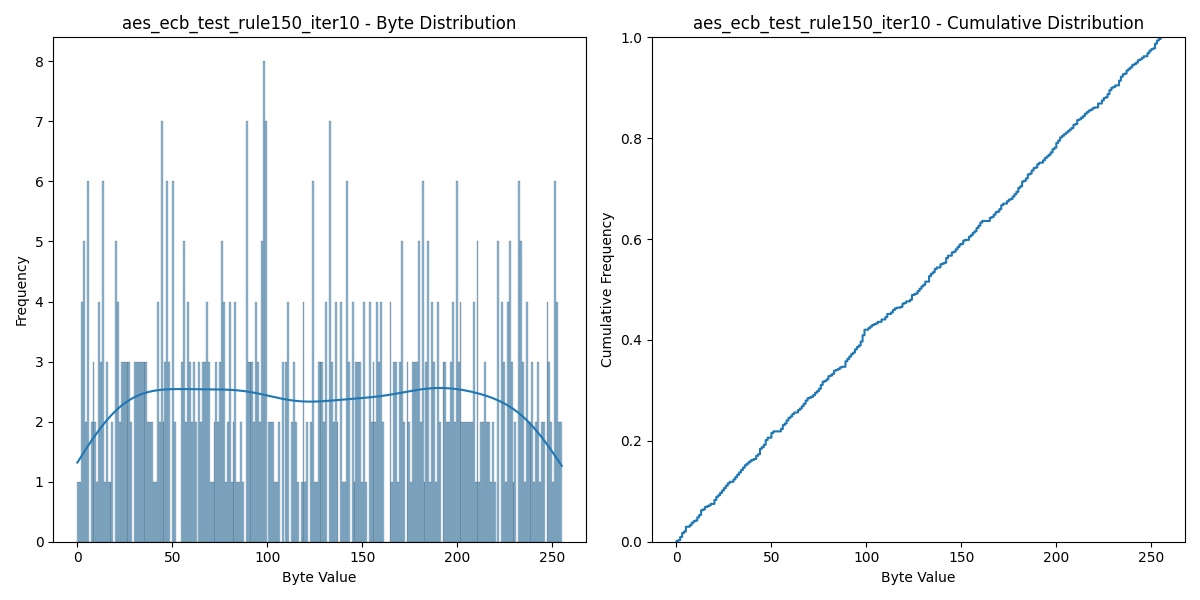 aes_ecb_test_rule150_iter10 - Byte Distribution
Frequency
8
7
6
5
4
3
2
1
0
0 50 100 150 200 250
Byte Value
aes_ecb_test_rule150_iter10 - Cumulative Distribution
Cumulative Frequency
1.0
0.8
0.6
0.4
0.2
0.0
0 50 100 150 200 250
Byte Value